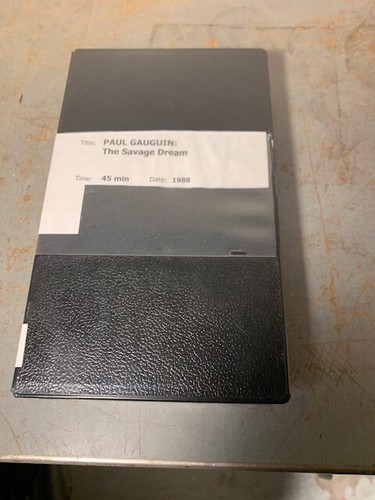 Title: PAUL GAUGUIN:
The Savage Dream
Time: 45 min Date: 1988